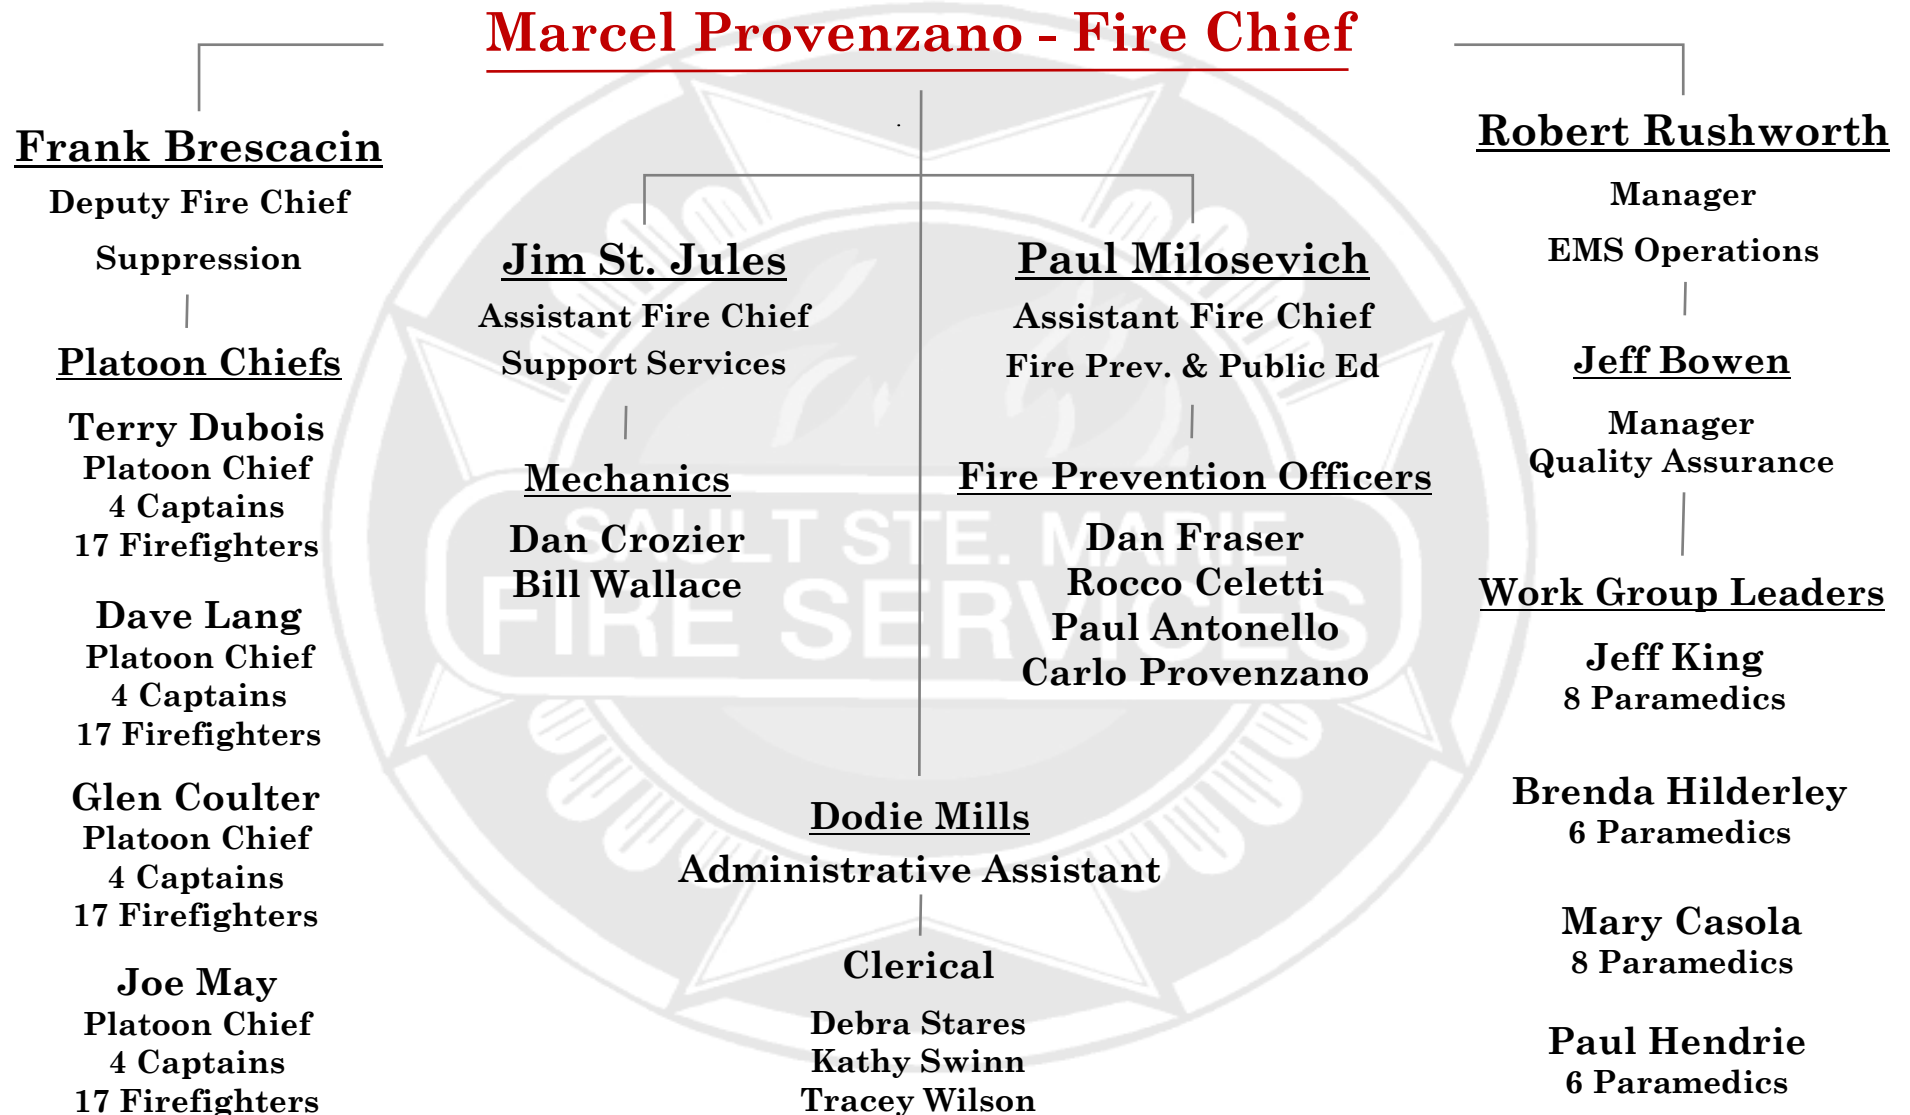 Marcel Provenzano - Fire Chief
Frank Brescacin
Deputy Fire Chief
Suppression
Platoon Chiefs
Terry Dubois
Platoon Chief
4 Captains
17 Firefighters
Dave Lang
Platoon Chief
4 Captains
17 Firefighters
Glen Coulter
Platoon Chief
4 Captains
17 Firefighters
Joe May
Platoon Chief
4 Captains
17 Firefighters
Jim St. Jules
Assistant Fire Chief
Support Services
Mechanics
Dan Crozier
Bill Wallace
Paul Milosevich
Assistant Fire Chief
Fire Prev. & Public Ed
Fire Prevention Officers
Dan Fraser
Rocco Celetti
Paul Antonello
Carlo Provenzano
Dodie Mills
Administrative Assistant
Clerical
Debra Stares
Kathy Swinn
Tracey Wilson
Robert Rushworth
Manager
EMS Operations
Jeff Bowen
Manager
Quality Assurance
Work Group Leaders
Jeff King
8 Paramedics
Brenda Hilderley
6 Paramedics
Mary Casola
8 Paramedics
Paul Hendrie
6 Paramedics
SAULT STE. MARIE
FIRE SERVICES